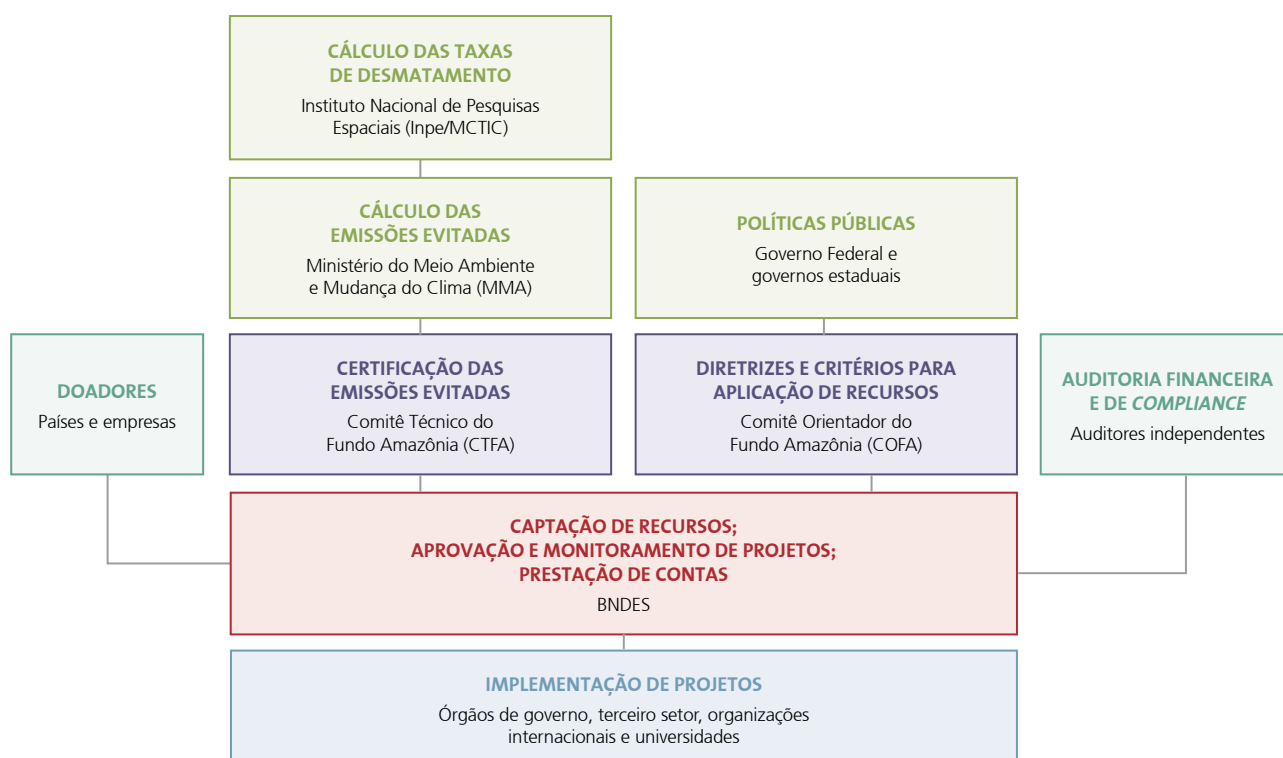 CÁLCULO DAS TAXAS
DE DESMATAMENTO
Instituto Nacional de Pesquisas
Espaciais (Inpe/MCTIC)
CÁLCULO DAS
EMISSÕES EVITADAS
Ministério do Meio Ambiente
e Mudança do Clima (MMA)
POLÍTICAS PÚBLICAS
Governo Federal e
governos estaduais
DOADORES
Países e empresas
CERTIFICAÇÃO DAS
EMISSÕES EVITADAS
Comitê Técnico do
Fundo Amazônia (CTFA)
DIRETRIZES E CRITÉRIOS PARA
APLICAÇÃO DE RECURSOS
Comitê Orientador do
Fundo Amazônia (COFA)
AUDITORIA FINANCEIRA
E DE COMPLIANCE
Auditores independentes
CAPTAÇÃO DE RECURSOS;
APROVAÇÃO E MONITORAMENTO DE PROJETOS;
PRESTAÇÃO DE CONTAS
BNDES
IMPLEMENTAÇÃO DE PROJETOS
Órgãos de governo, terceiro setor, organizações
internacionais e universidades